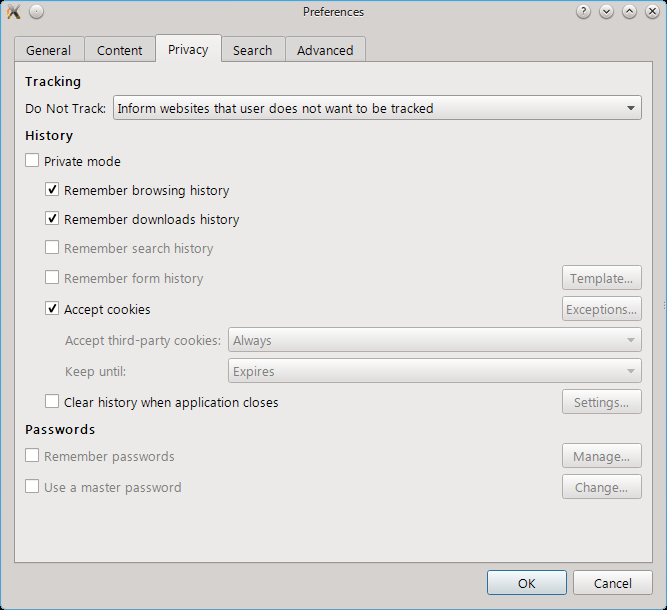 Preferences
General Content Privacy Search Advanced
Tracking
Do Not Track: Inform websites that user does not want to be tracked
History
Private mode
Remember browsing history
Remember downloads history
Remember search history
Remember form history Template...
Accept cookies Exceptions...
Accept third-party cookies: Always
Keep until: Expires
Clear history when application closes Settings...
Passwords
Remember passwords Manage...
Use a master password Change...
OK Cancel